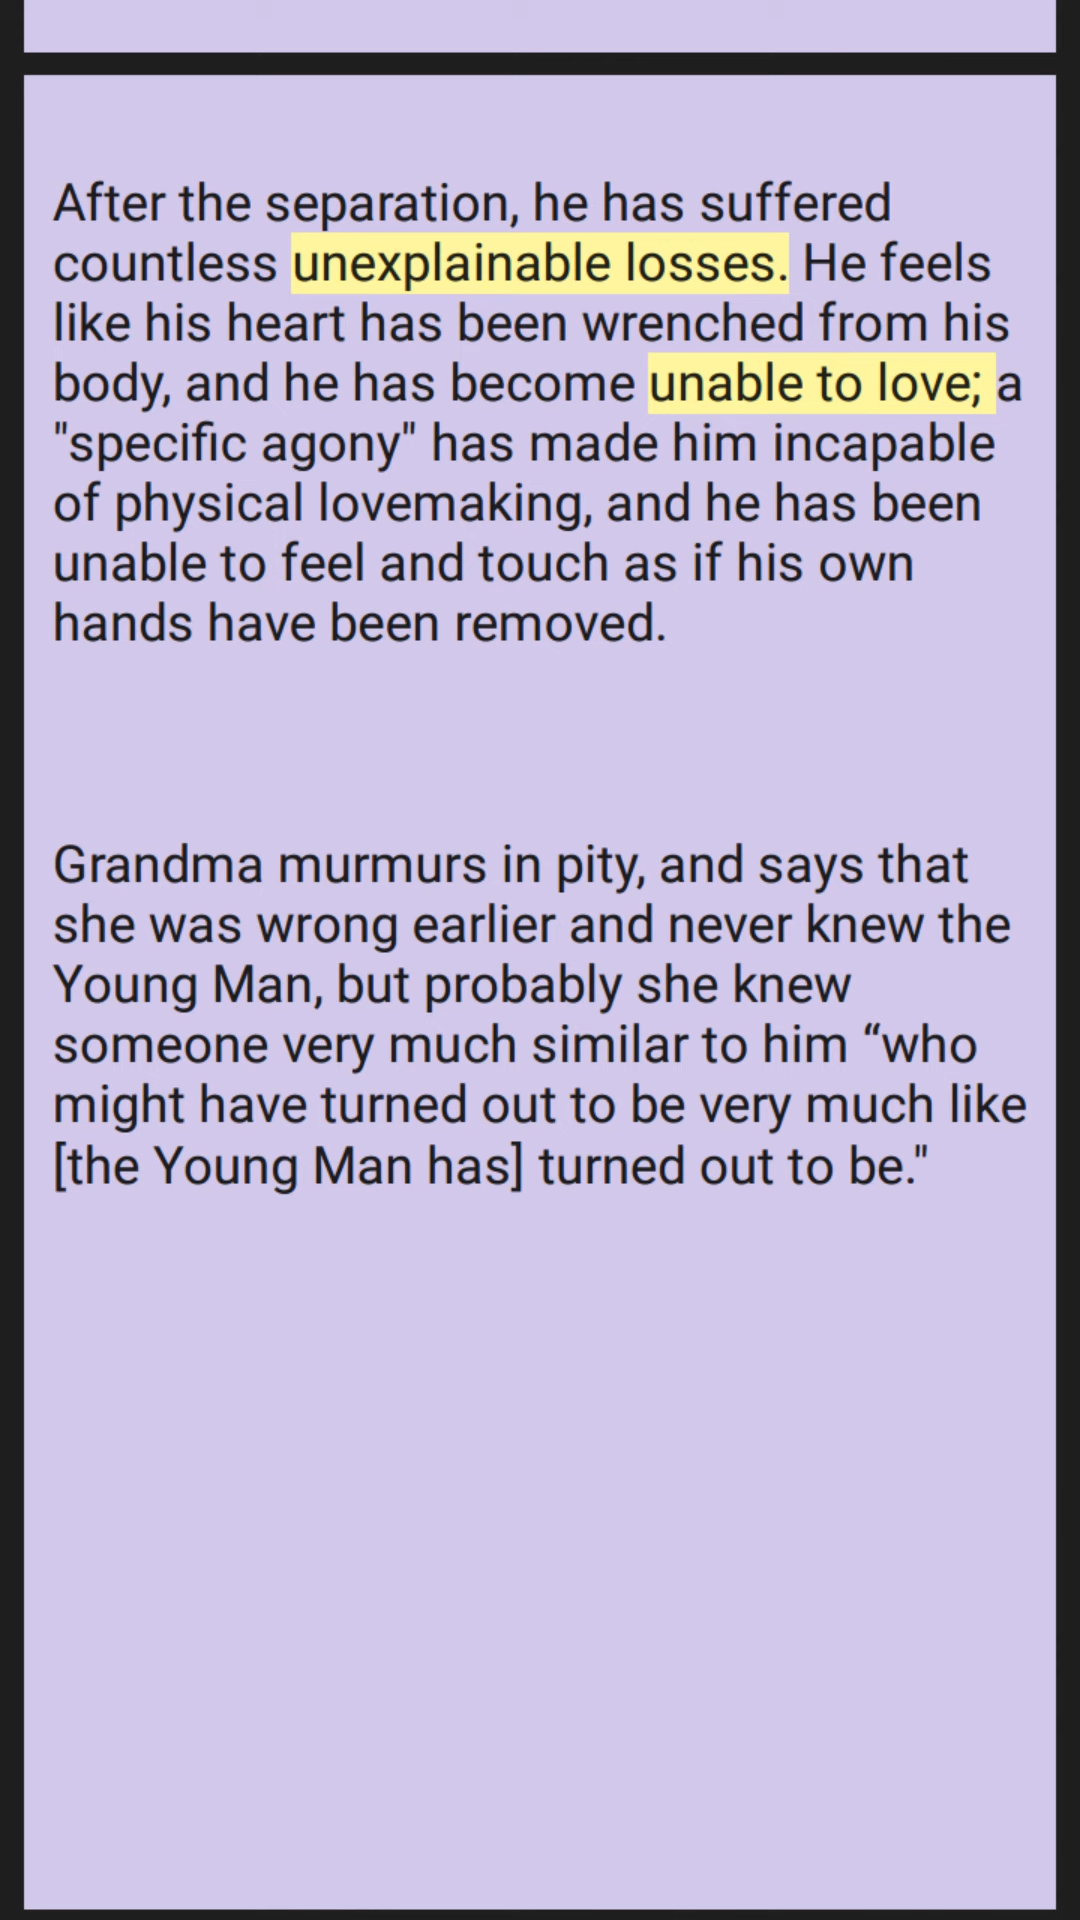 After the separation, he has suffered
countless unexplainable losses. He feels
like his heart has been wrenched from his
body, and he has become unable to love; a
"specific agony" has made him incapable
of physical lovemaking, and he has been
unable to feel and touch as if his own
hands have been removed.
Grandma murmurs in pity, and says that
she was wrong earlier and never knew the
Young Man, but probably she knew
someone very much similar to him “who
might have turned out to be very much like
[the Young Man has] turned out to be."